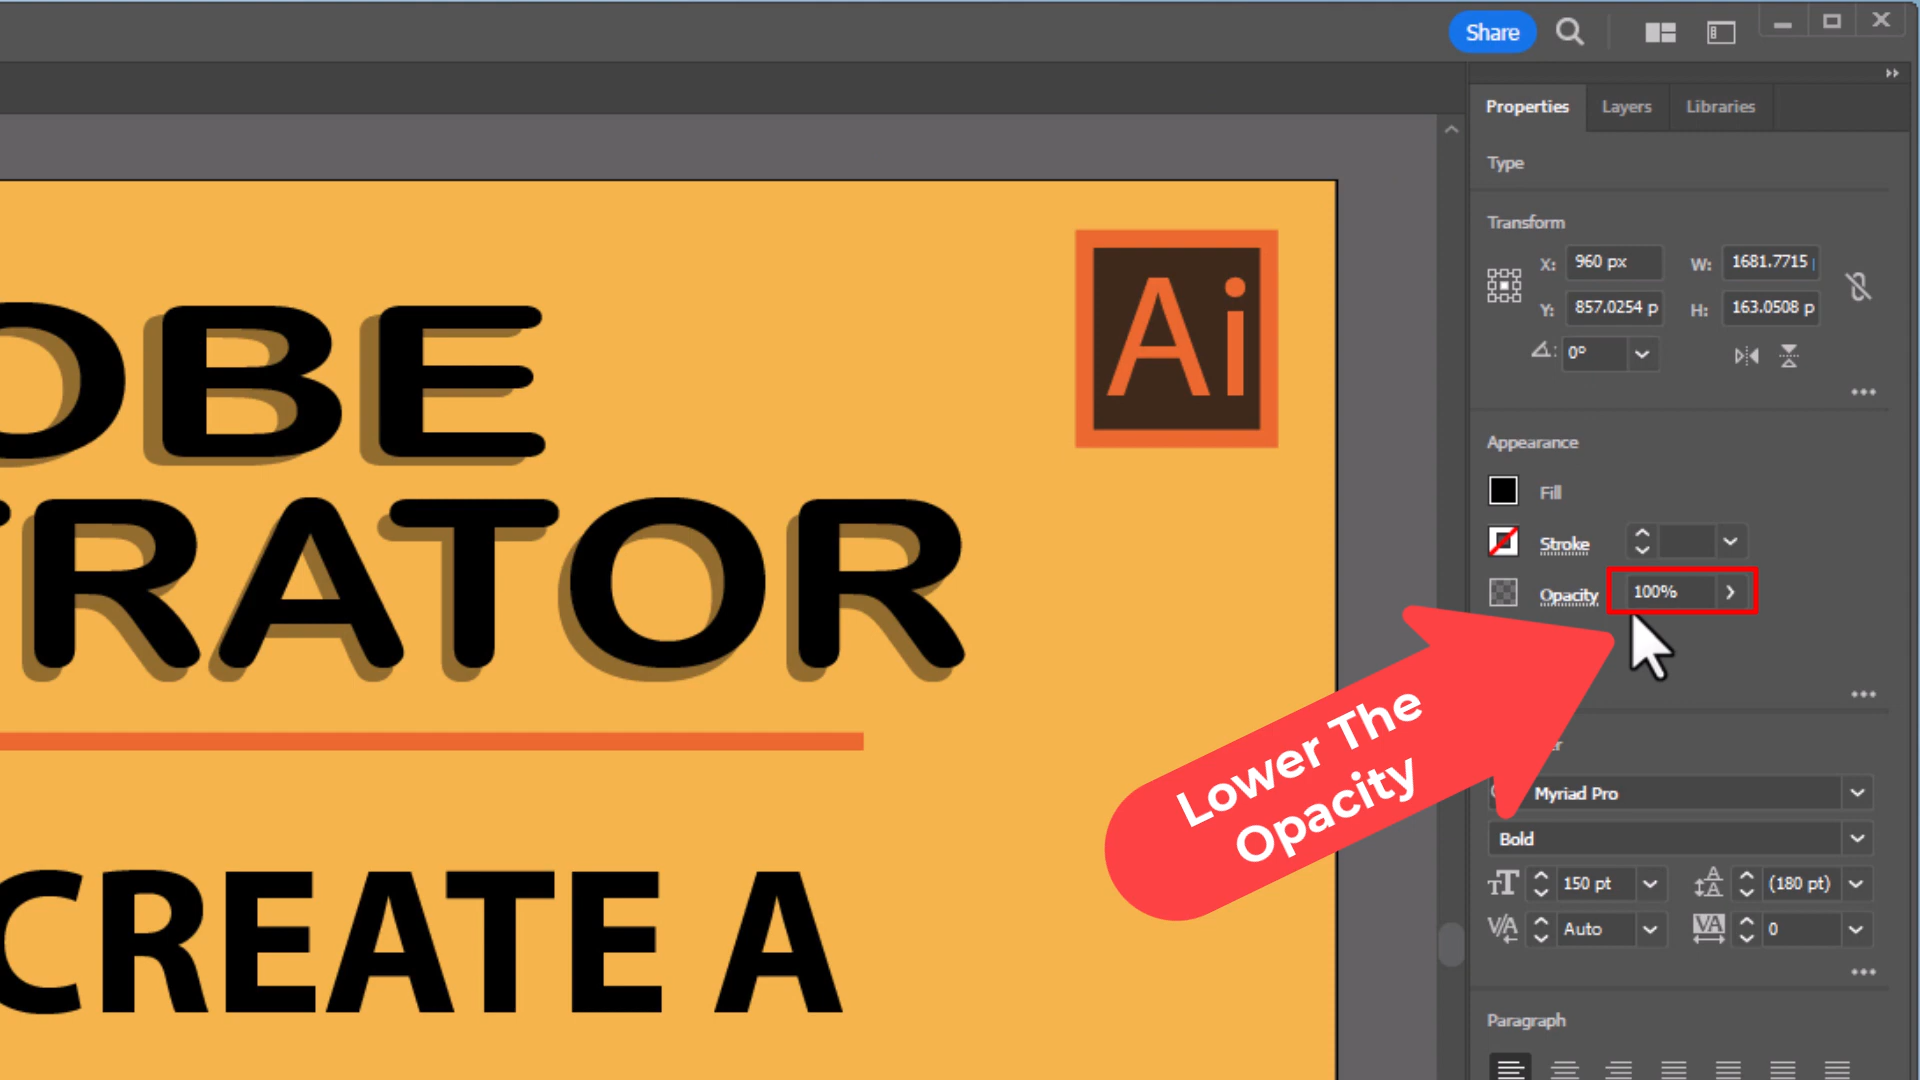 Share
Properties Layers Libraries
Type
Transform
X: 960 px W: 1681.7715
Y: 857.0254 p H: 163.0508 p
0°
Appearance
Fill
Stroke
Opacity 100%
Ai
OBE
TRATOR
CREATE A
Lower The
Opacity
Myriad Pro
Bold
150 pt (180 pt)
Auto 0
Paragraph